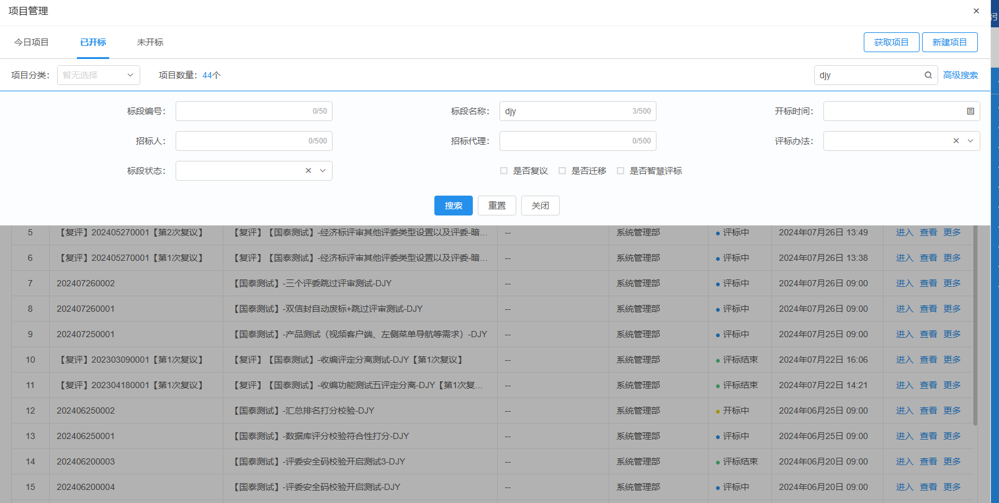 项目管理 ×
今日项目 已开标 未开标 获取项目 新建项目
项目分类： 暂无选择 项目数量：44个 djy 高级搜索
标段编号： 0/50 标段名称： djy 3/500 开标时间：
招标人： 0/500 招标代理： 0/500 评标办法： ×
标段状态： × 是否复议 是否迁移 是否智慧评标
搜索 重置 关闭
5 【复评】202405270001【第2次复议】 【复评】【国泰测试】-经济标评审其他评委类型设置以及评委-暗... -- 系统管理部 评标中 2024年07月26日 13:49 进入 查看 更多
6 【复评】202405270001【第1次复议】 【复评】【国泰测试】-经济标评审其他评委类型设置以及评委-暗... -- 系统管理部 评标中 2024年07月26日 13:38 进入 查看 更多
7 202407260002 【国泰测试】-三个评委跳过评审测试-DJY -- 系统管理部 评标中 2024年07月26日 09:00 进入 查看 更多
8 202407260001 【国泰测试】-双信封自动废标+跳过评审测试-DJY -- 系统管理部 评标中 2024年07月26日 09:00 进入 查看 更多
9 202407250001 【国泰测试】-产品测试（视频客户端、左侧菜单导航等需求）-DJY -- 系统管理部 评标中 2024年07月25日 09:00 进入 查看 更多
10 【复评】202303090001【第1次复议】 【复评】【国泰测试】-收编评定分离测试-DJY【第1次复议】 -- 系统管理部 评标结束 2024年07月22日 16:06 进入 查看 更多
11 【复评】202304180001【第1次复议】 【复评】【国泰测试】-收编功能测试五评定分离-DJY【第1次复... -- 系统管理部 评标结束 2024年07月22日 14:21 进入 查看 更多
12 202406250002 【国泰测试】-汇总排名打分校验-DJY -- 系统管理部 开标中 2024年06月25日 09:00 进入 查看 更多
13 202406250001 【国泰测试】-数据库评分校验符合性打分-DJY -- 系统管理部 评标中 2024年06月25日 09:00 进入 查看 更多
14 202406200003 【国泰测试】-评委安全码校验开启测试3-DJY -- 系统管理部 评标结束 2024年06月20日 09:00 进入 查看 更多
15 202406200004 【国泰测试】-评委安全码校验开启测试-DJY -- 系统管理部 评标中 2024年06月20日 09:00 进入 查看 更多